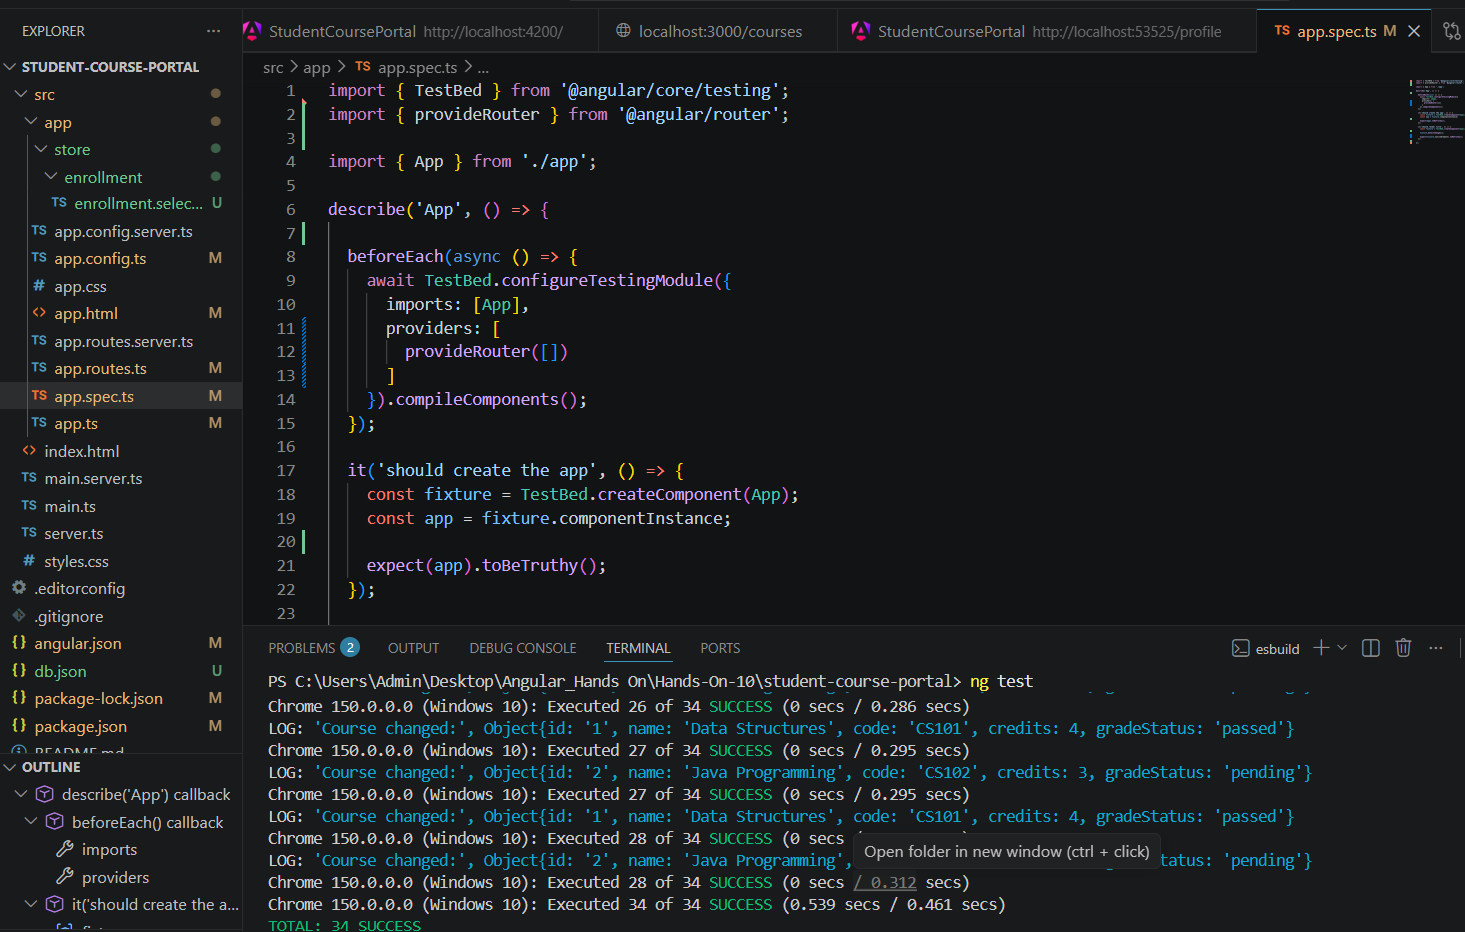 EXPLORER
···
STUDENT-COURSE-PORTAL
src
app
store
enrollment
TS enrollment.selec... U
TS app.config.server.ts
TS app.config.ts M
# app.css
<> app.html M
TS app.routes.server.ts
TS app.routes.ts M
TS app.spec.ts M
TS app.ts M
<> index.html
TS main.server.ts
TS main.ts
TS server.ts
# styles.css
.editorconfig
.gitignore
{} angular.json M
{} db.json U
{} package-lock.json M
{} package.json M
README.md
OUTLINE
describe('App') callback
beforeEach() callback
imports
providers
it('should create the a...
StudentCoursePortal http://localhost:4200/
localhost:3000/courses
StudentCoursePortal http://localhost:53525/profile
TS app.spec.ts M
src > app > TS app.spec.ts > ...
1 import { TestBed } from '@angular/core/testing';
2 import { provideRouter } from '@angular/router';
3
4 import { App } from './app';
5
6 describe('App', () => {
7
8 beforeEach(async () => {
9 await TestBed.configureTestingModule({
10 imports: [App],
11 providers: [
12 provideRouter([])
13 ]
14 }).compileComponents();
15 });
16
17 it('should create the app', () => {
18 const fixture = TestBed.createComponent(App);
19 const app = fixture.componentInstance;
20
21 expect(app).toBeTruthy();
22 });
23
PROBLEMS 2 OUTPUT DEBUG CONSOLE TERMINAL PORTS
esbuild
PS C:\Users\Admin\Desktop\Angular_Hands On\Hands-On-10\student-course-portal> ng test
Chrome 150.0.0.0 (Windows 10): Executed 26 of 34 SUCCESS (0 secs / 0.286 secs)
LOG: 'Course changed:', Object{id: '1', name: 'Data Structures', code: 'CS101', credits: 4, gradeStatus: 'passed'}
Chrome 150.0.0.0 (Windows 10): Executed 27 of 34 SUCCESS (0 secs / 0.295 secs)
LOG: 'Course changed:', Object{id: '2', name: 'Java Programming', code: 'CS102', credits: 3, gradeStatus: 'pending'}
Chrome 150.0.0.0 (Windows 10): Executed 27 of 34 SUCCESS (0 secs / 0.295 secs)
LOG: 'Course changed:', Object{id: '1', name: 'Data Structures', code: 'CS101', credits: 4, gradeStatus: 'passed'}
Chrome 150.0.0.0 (Windows 10): Executed 28 of 34 SUCCESS (0 secs
Open folder in new window (ctrl + click)
LOG: 'Course changed:', Object{id: '2', name: 'Java Programming', tatus: 'pending'}
Chrome 150.0.0.0 (Windows 10): Executed 28 of 34 SUCCESS (0 secs / 0.312 secs)
Chrome 150.0.0.0 (Windows 10): Executed 34 of 34 SUCCESS (0.539 secs / 0.461 secs)
TOTAL: 34 SUCCESS